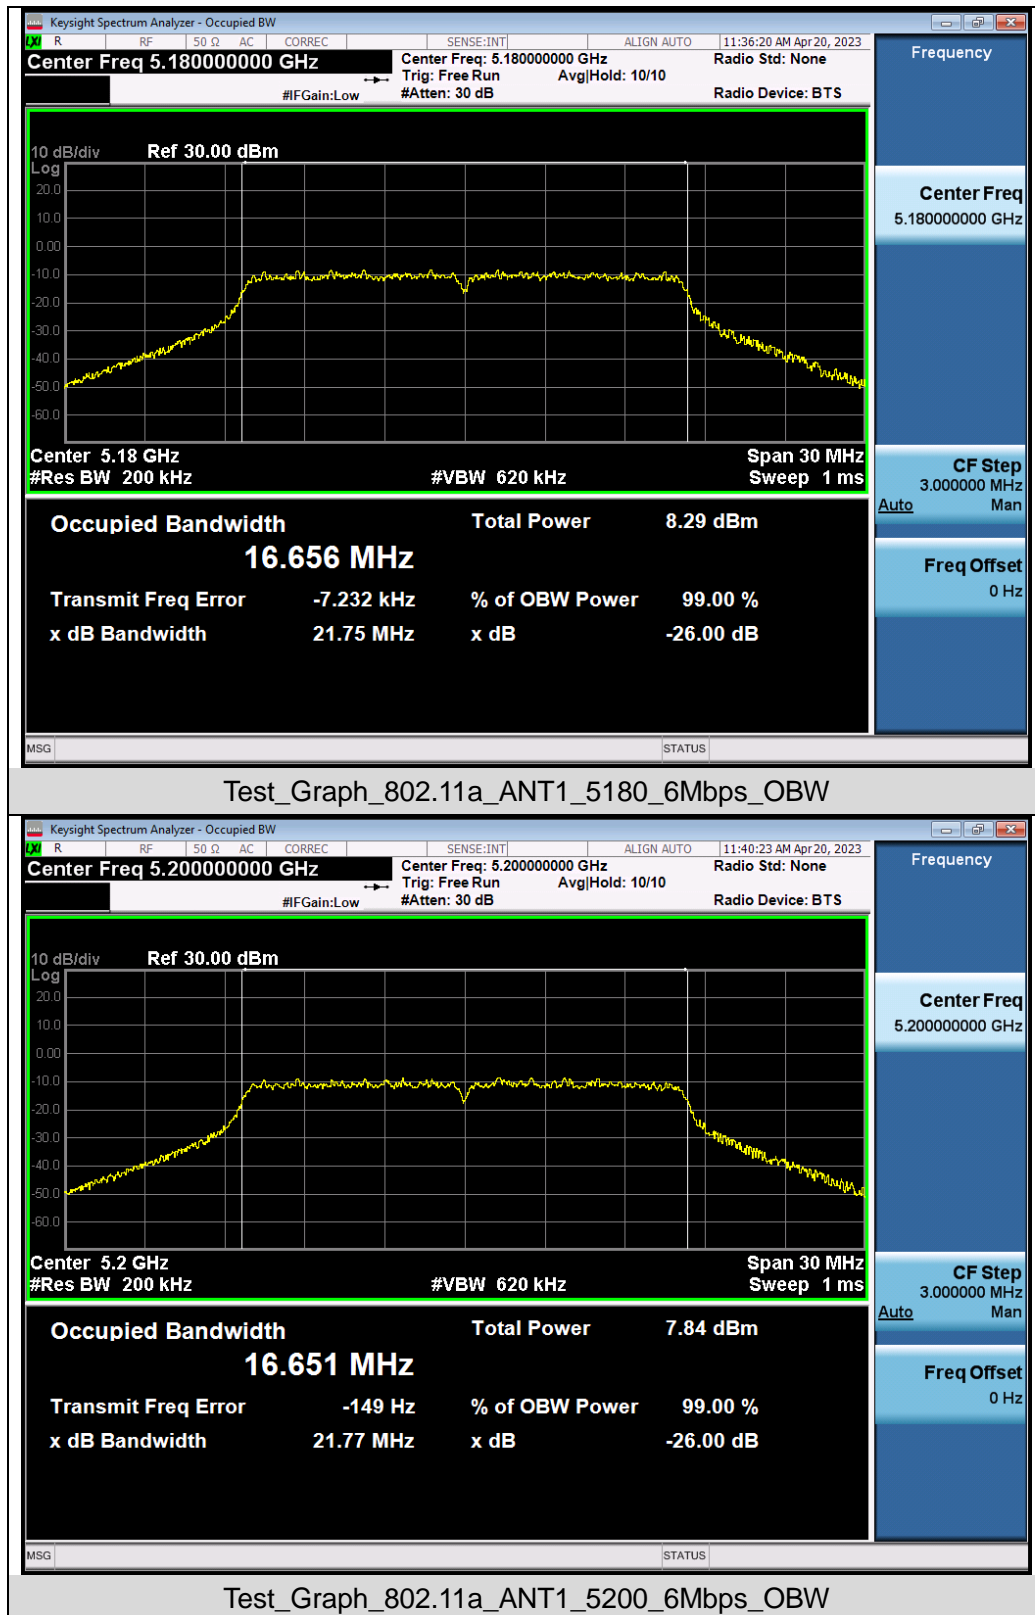 Keysight Spectrum Analyzer - Occupied BW
LXI R RF 50 Ω AC CORREC SENSE:INT ALIGN AUTO 11:36:20 AM Apr 20, 2023
Center Freq 5.180000000 GHz
Center Freq: 5.180000000 GHz
Radio Std: None
Trig: Free Run Avg|Hold: 10/10
#IFGain:Low
#Atten: 30 dB
Radio Device: BTS
Frequency
10 dB/div Ref 30.00 dBm
Log
20.0
10.0
0.00
-10.0
-20.0
-30.0
-40.0
-50.0
-60.0
Center 5.18 GHz Span 30 MHz
#Res BW 200 kHz #VBW 620 kHz Sweep 1 ms
Center Freq
5.180000000 GHz
CF Step
3.000000 MHz
Auto Man
Freq Offset
0 Hz
Occupied Bandwidth Total Power 8.29 dBm
16.656 MHz
Transmit Freq Error -7.232 kHz % of OBW Power 99.00 %
x dB Bandwidth 21.75 MHz x dB -26.00 dB
MSG STATUS
Test_Graph_802.11a_ANT1_5180_6Mbps_OBW
Keysight Spectrum Analyzer - Occupied BW
LXI R RF 50 Ω AC CORREC SENSE:INT ALIGN AUTO 11:40:23 AM Apr 20, 2023
Center Freq 5.200000000 GHz
Center Freq: 5.200000000 GHz
Radio Std: None
Trig: Free Run Avg|Hold: 10/10
#IFGain:Low
#Atten: 30 dB
Radio Device: BTS
Frequency
10 dB/div Ref 30.00 dBm
Log
20.0
10.0
0.00
-10.0
-20.0
-30.0
-40.0
-50.0
-60.0
Center 5.2 GHz Span 30 MHz
#Res BW 200 kHz #VBW 620 kHz Sweep 1 ms
Center Freq
5.200000000 GHz
CF Step
3.000000 MHz
Auto Man
Freq Offset
0 Hz
Occupied Bandwidth Total Power 7.84 dBm
16.651 MHz
Transmit Freq Error -149 Hz % of OBW Power 99.00 %
x dB Bandwidth 21.77 MHz x dB -26.00 dB
MSG STATUS
Test_Graph_802.11a_ANT1_5200_6Mbps_OBW